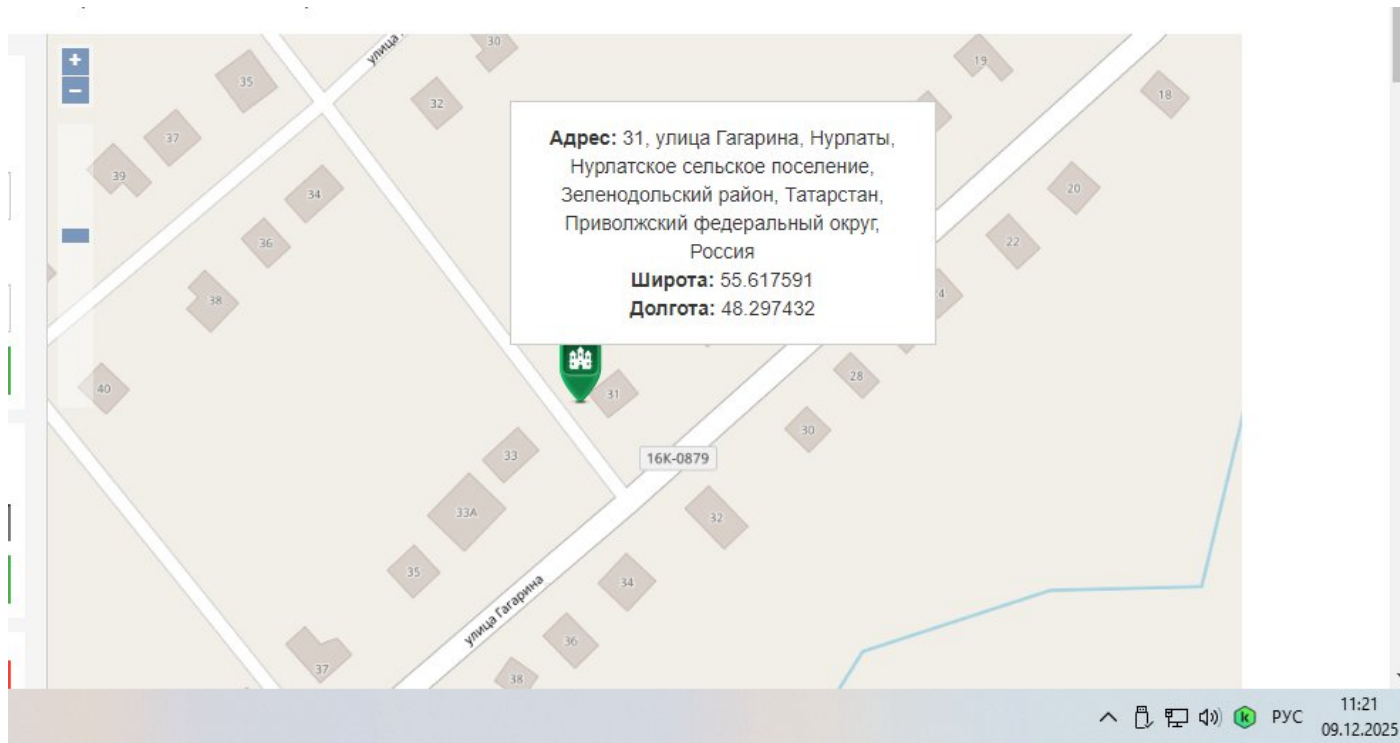 +
−
улица
30
19
35
32
18
37
39
34
20
36
22
38
4
40
31
28
30
33
33А
32
35
34
37
36
38
Адрес: 31, улица Гагарина, Нурлаты,
Нурлатское сельское поселение,
Зеленодольский район, Татарстан,
Приволжский федеральный округ,
Россия
Широта: 55.617591
Долгота: 48.297432
16К-0879
улица Гагарина
РУС
11:21
09.12.2025